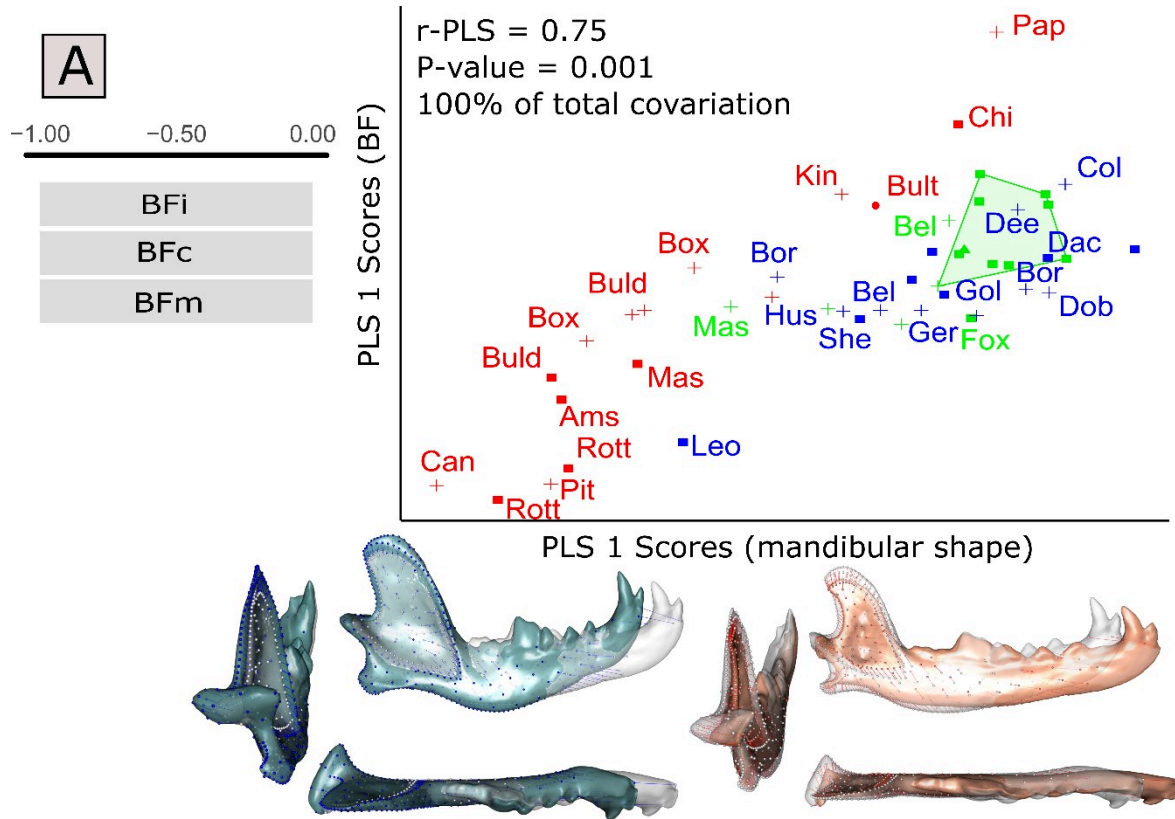 A
−1.00 −0.50 0.00
BFi
BFc
BFm
PLS 1 Scores (BF)
r-PLS = 0.75
P-value = 0.001
100% of total covariation
Pap
Chi
Kin
Bult
Col
Bel
Dee
Box
Bor
Dac
Buld
Bor
Box
Mas
Hus
Bel
Gol
Dob
She
Ger
Fox
Buld
Mas
Ams
Rott
Leo
Can
Pit
Rott
PLS 1 Scores (mandibular shape)